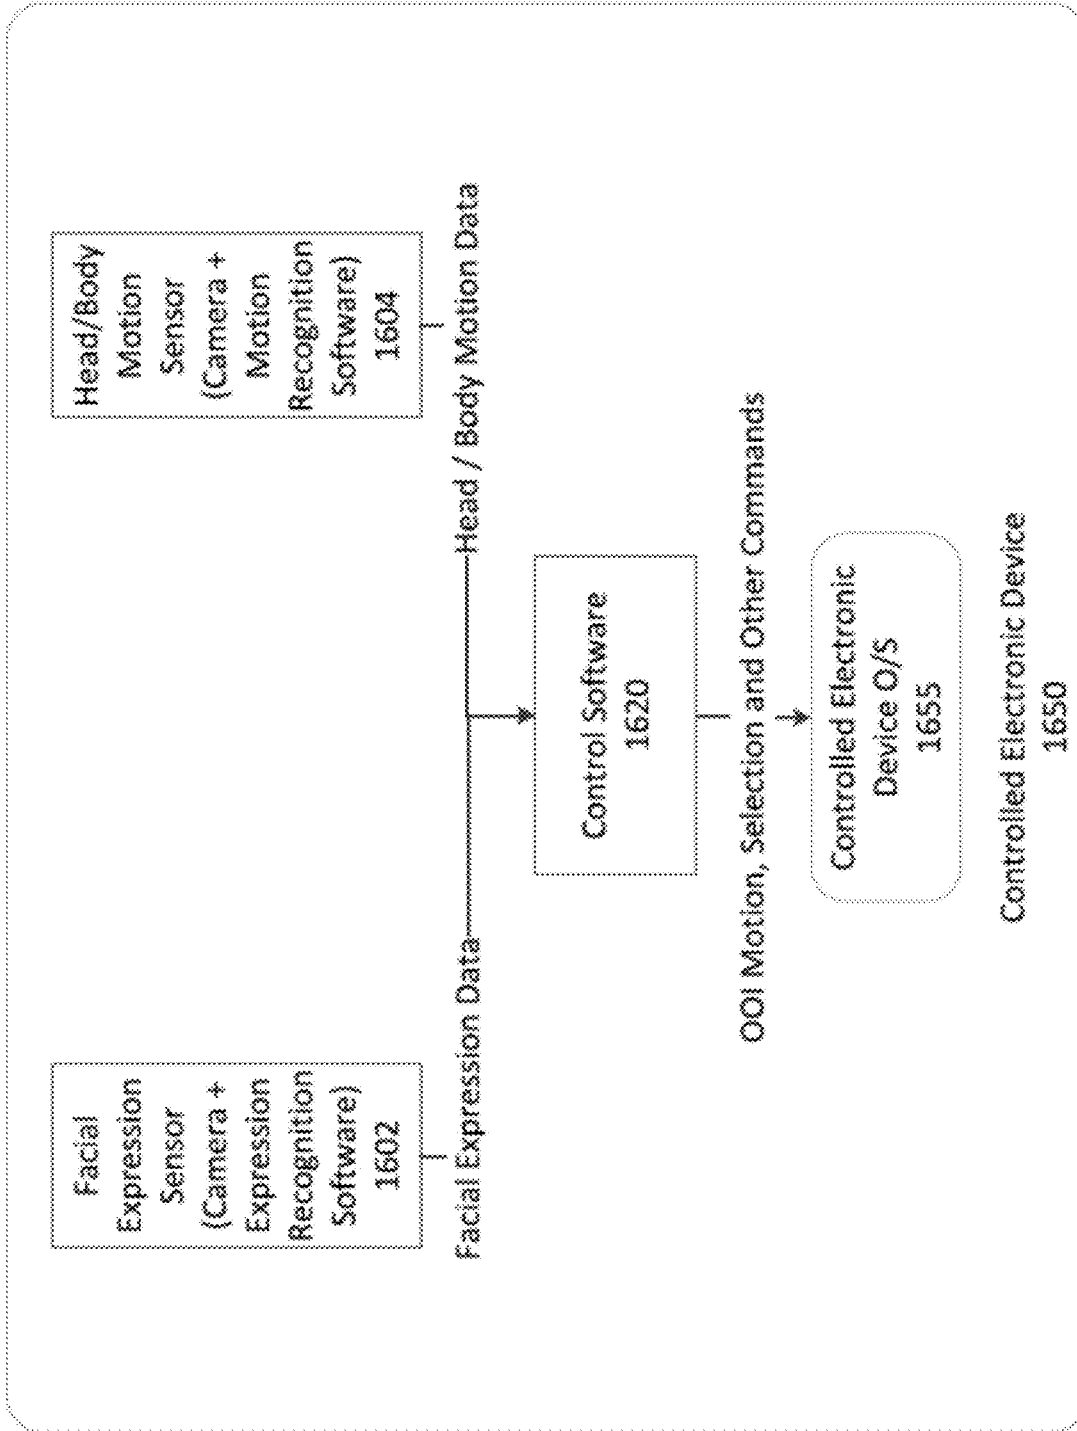 Facial
Expression
Sensor
(Camera +
Expression
Recognition
Software)
1602
Head/Body
Motion
Sensor
(Camera +
Motion
Recognition
Software)
1604
Facial Expression Data
Head / Body Motion Data
Control Software
1620
OOI Motion, Selection and Other Commands
Controlled Electronic
Device O/S
1655
Controlled Electronic Device
1650